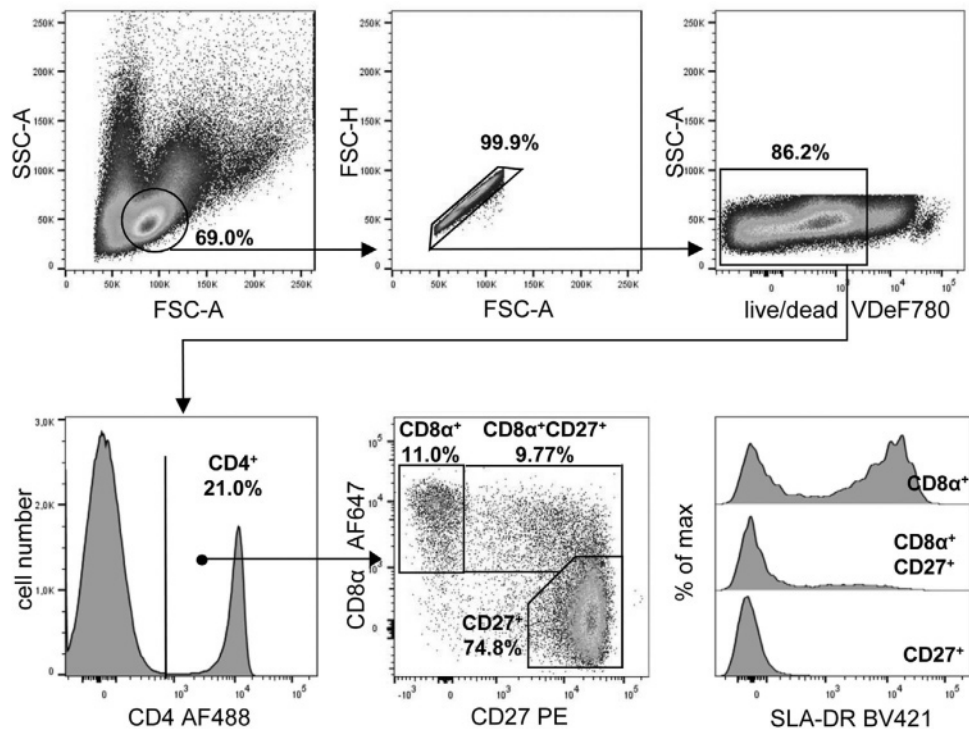 SSC-A
250K
200K
150K
100K
50K
0
69.0%
0 50K 100K 150K 200K 250K
FSC-A
FSC-H
250K
200K
150K
100K
50K
0
99.9%
0 50K 100K 150K 200K 250K
FSC-A
SSC-A
250K
200K
150K
100K
50K
0
86.2%
0 10³ 10⁴ 10⁵
live/dead VDeF780
cell number
3,0K
2,0K
1,0K
0
CD4⁺
21.0%
0 10³ 10⁴ 10⁵
CD4 AF488
CD8α AF647
10⁵
10⁴
10³
0
CD8α⁺
11.0%
CD8α⁺CD27⁺
9.77%
CD27⁺
74.8%
-10³ 0 10³ 10⁴ 10⁵
CD27 PE
% of max
CD8α⁺
CD8α⁺
CD27⁺
CD27⁺
0 10³ 10⁴ 10⁵
SLA-DR BV421